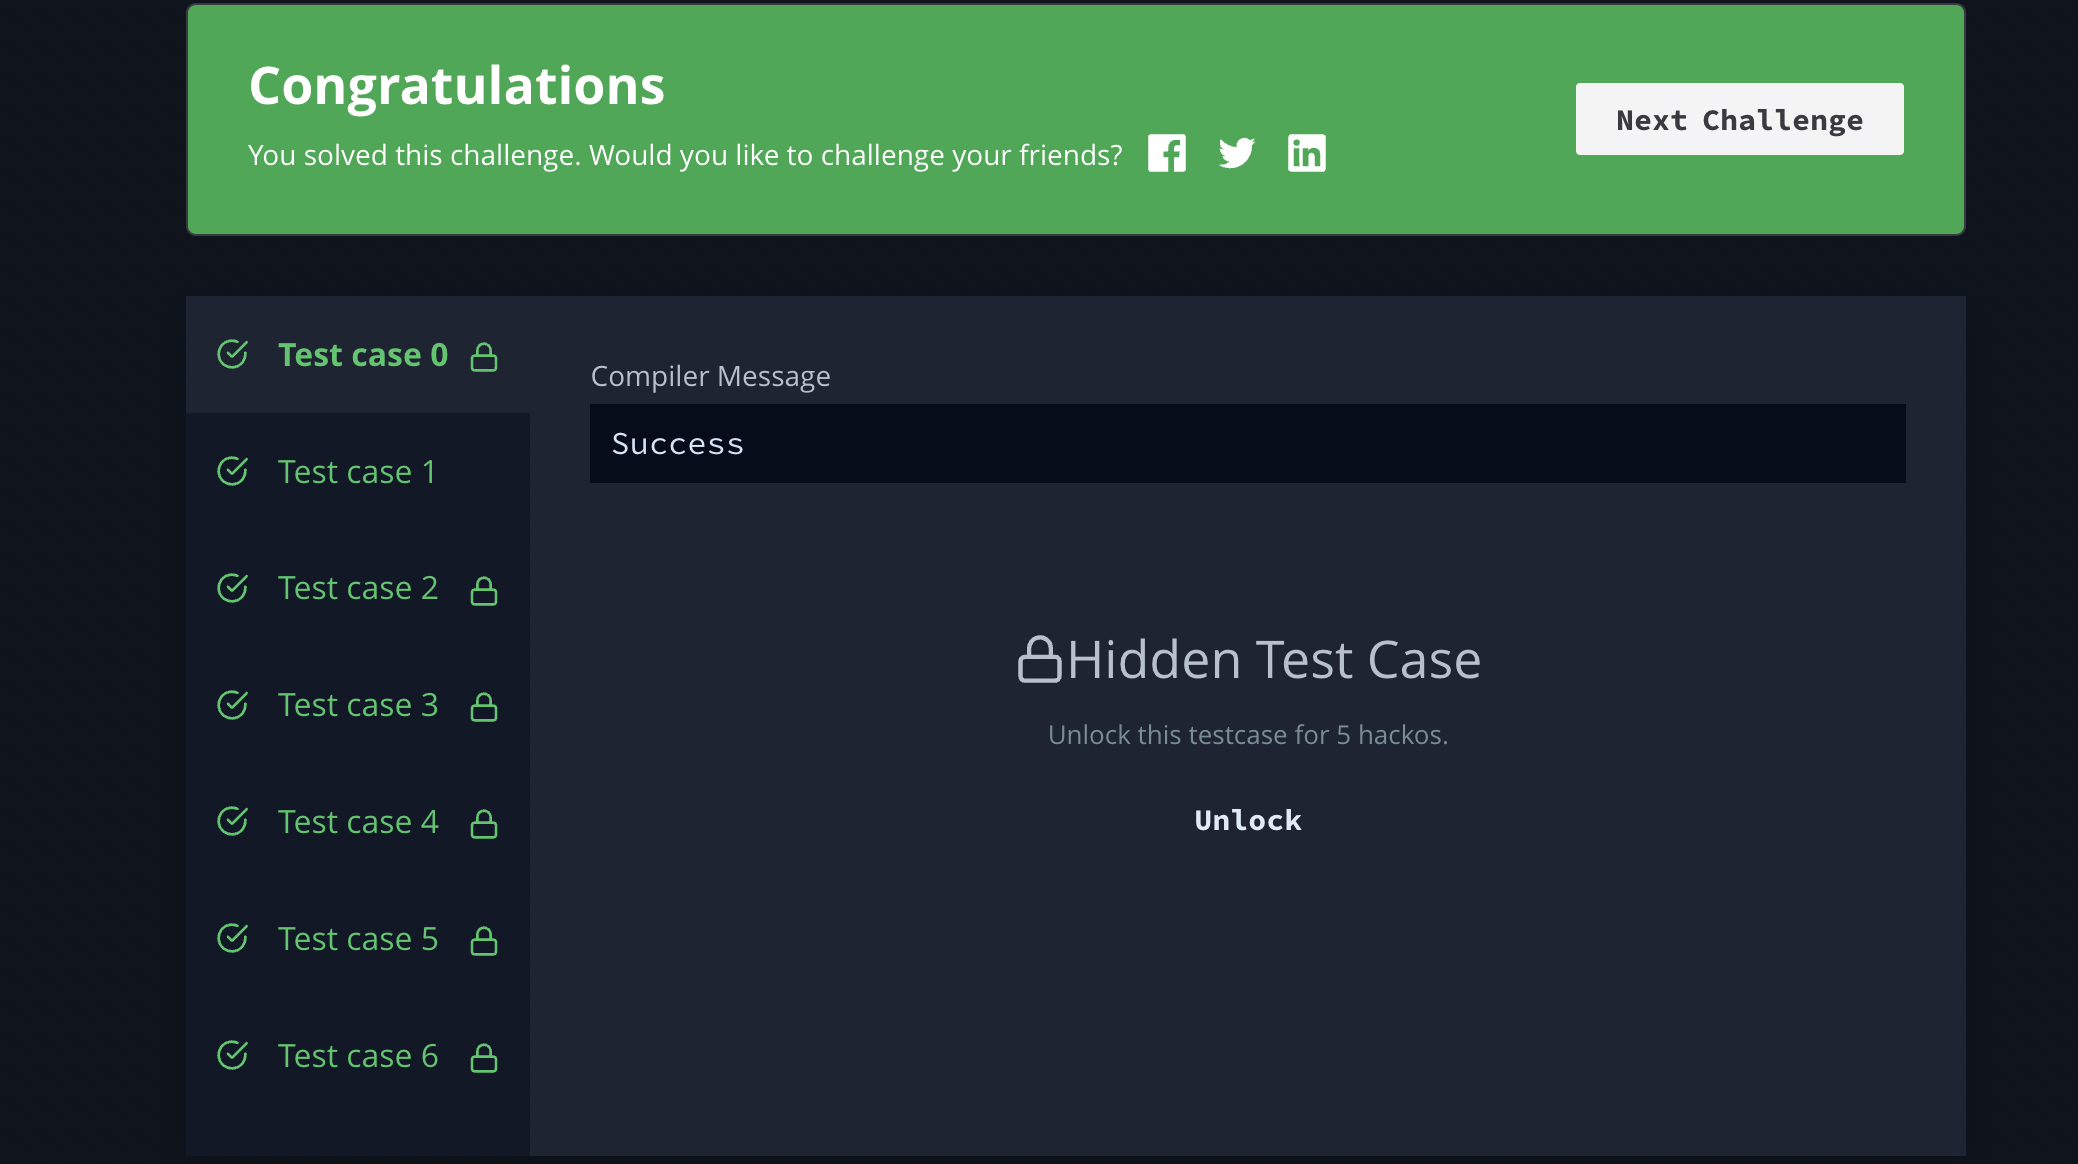 Congratulations
You solved this challenge. Would you like to challenge your friends?
Next Challenge
Test case 0
Test case 1
Test case 2
Test case 3
Test case 4
Test case 5
Test case 6
Compiler Message
Success
Hidden Test Case
Unlock this testcase for 5 hackos.
Unlock